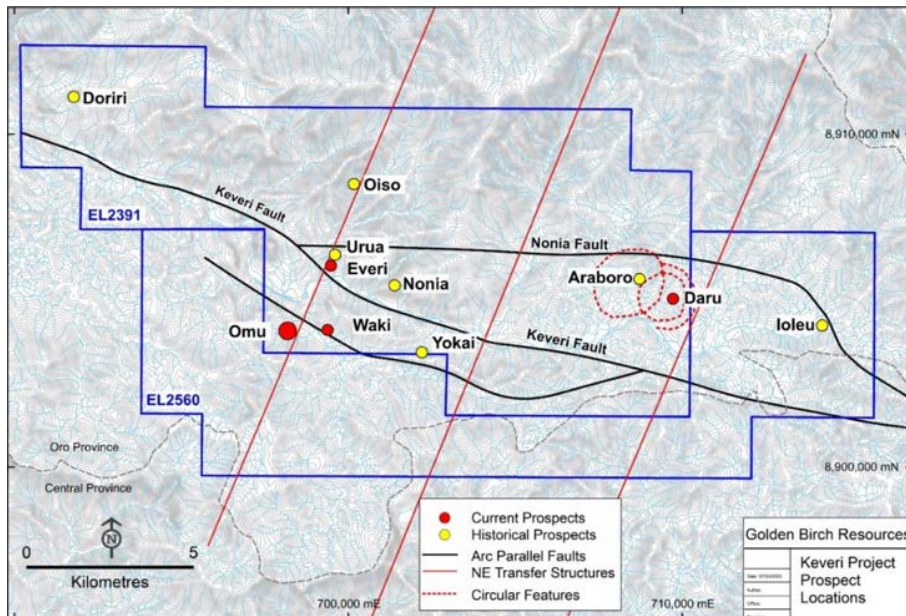 Doriri
8,910,000 mN
Oiso
Keveri Fault
EL2391
Urua
Nonia Fault
Everi
Araboro
Nonia
Daru
Omu
Waki
Ioleu
Yokai
Keveri Fault
EL2560
Oro Province
8,900,000 mN
Central Province
N
0 5
Kilometres
Current Prospects
Historical Prospects
Arc Parallel Faults
NE Transfer Structures
Circular Features
Golden Birch Resources
Keveri Project
Prospect
Locations
Author:
Office:
700,000 mE
710,000 mE